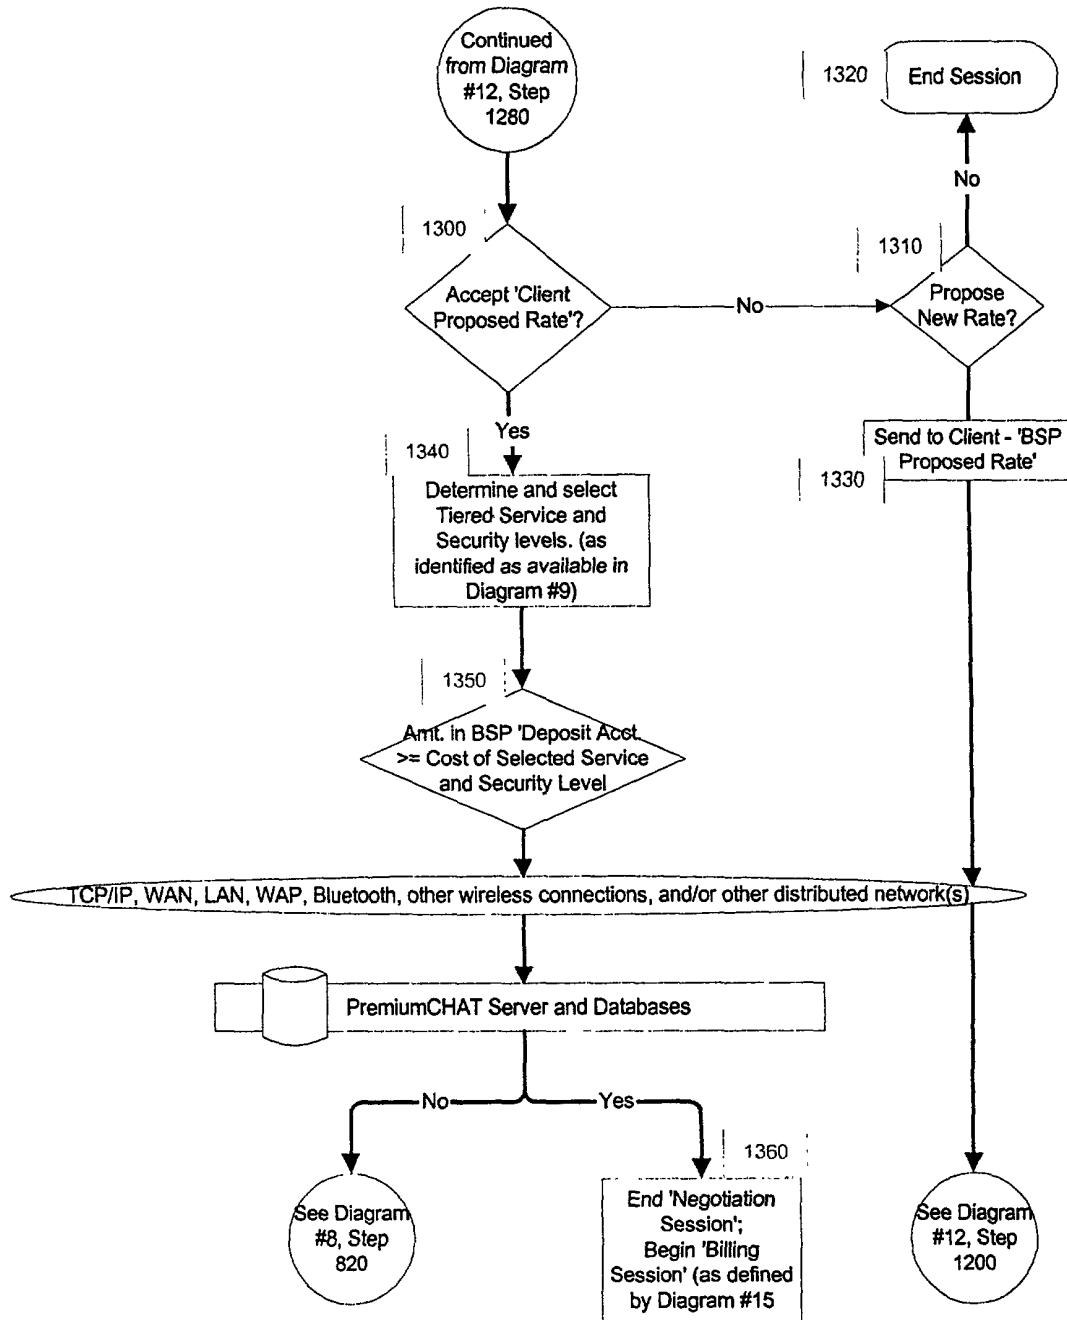 Continued
from Diagram
#12, Step
1280
1320
End Session
No
1300
1310
Accept 'Client
Proposed Rate'?
No
Propose
New Rate?
Yes
1340
Send to Client - 'BSP
Proposed Rate'
1330
Determine and select
Tiered Service and
Security levels. (as
identified as available in
Diagram #9)
1350
Amt. in BSP 'Deposit Acct.
>= Cost of Selected Service
and Security Level
TCP/IP, WAN, LAN, WAP, Bluetooth, other wireless connections, and/or other distributed network(s)
PremiumCHAT Server and Databases
No
Yes
1360
See Diagram
#8, Step
820
End 'Negotiation
Session';
Begin 'Billing
Session' (as defined
by Diagram #15
See Diagram
#12, Step
1200